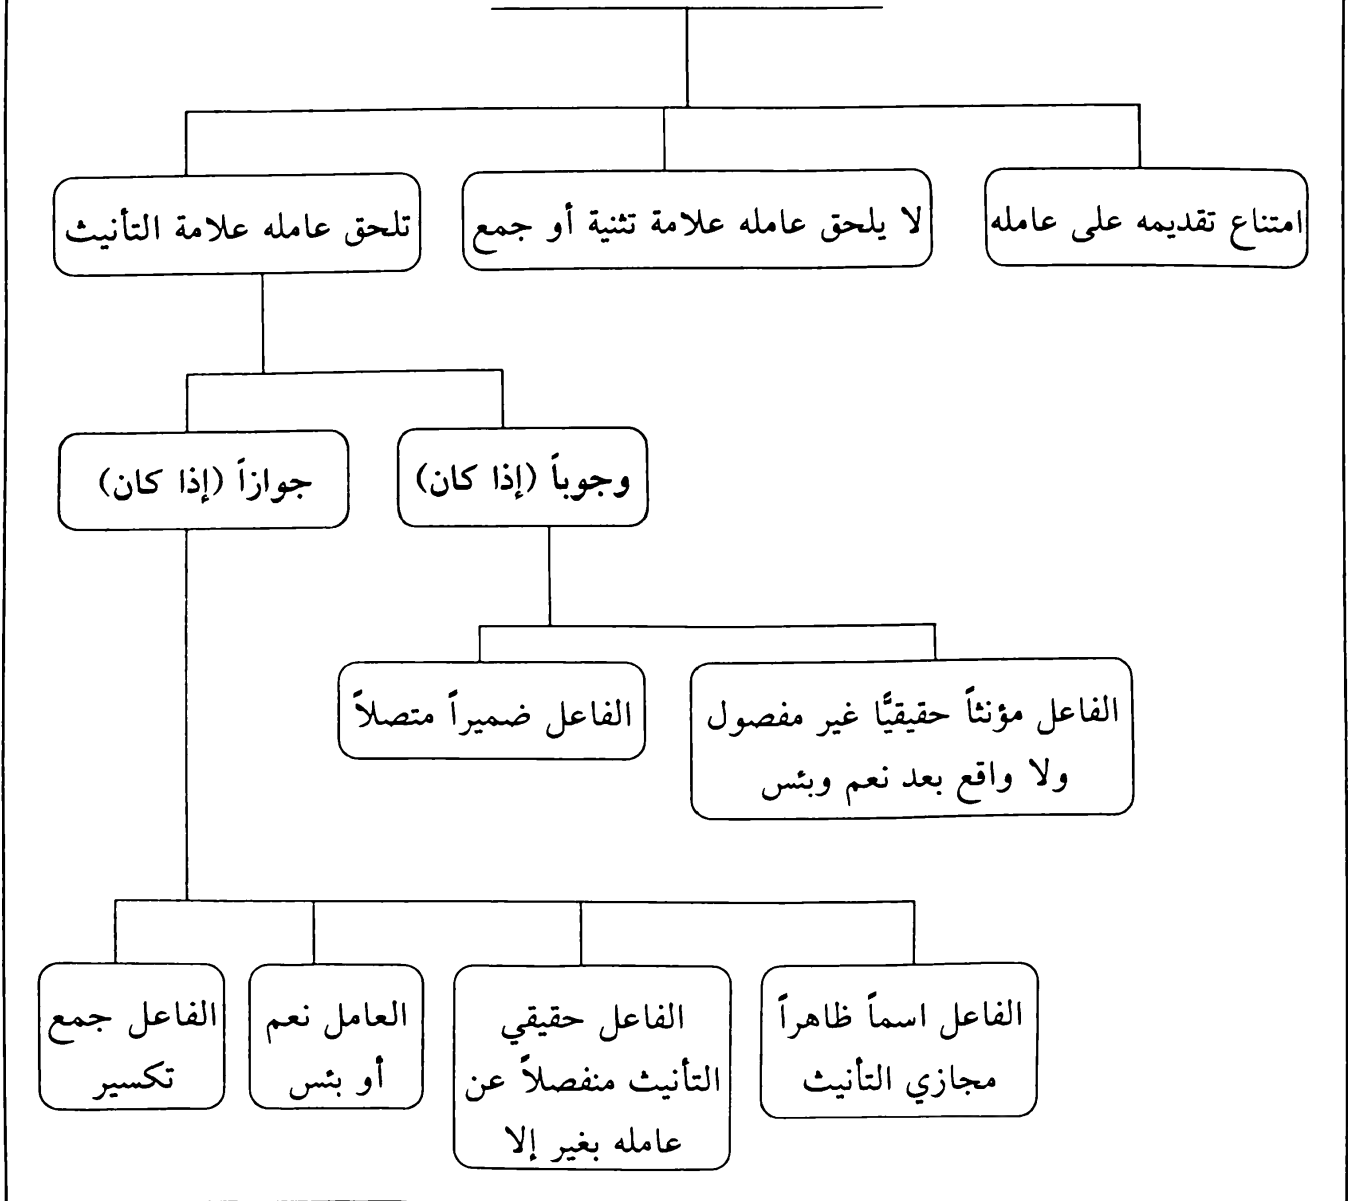 امتناع تقديمه على عامله
لا يلحق عامله علامة تثنية أو جمع
تلحق عامله علامة التأنيث
وجوباً (إذا كان)
جوازاً (إذا كان)
الفاعل مؤنثاً حقيقيًّا غير مفصول
ولا واقع بعد نعم وبئس
الفاعل ضميراً متصلاً
الفاعل اسماً ظاهراً
مجازي التأنيث
الفاعل حقيقي
التأنيث منفصلاً عن
عامله بغير إلا
العامل نعم
أو بئس
الفاعل جمع
تكسير